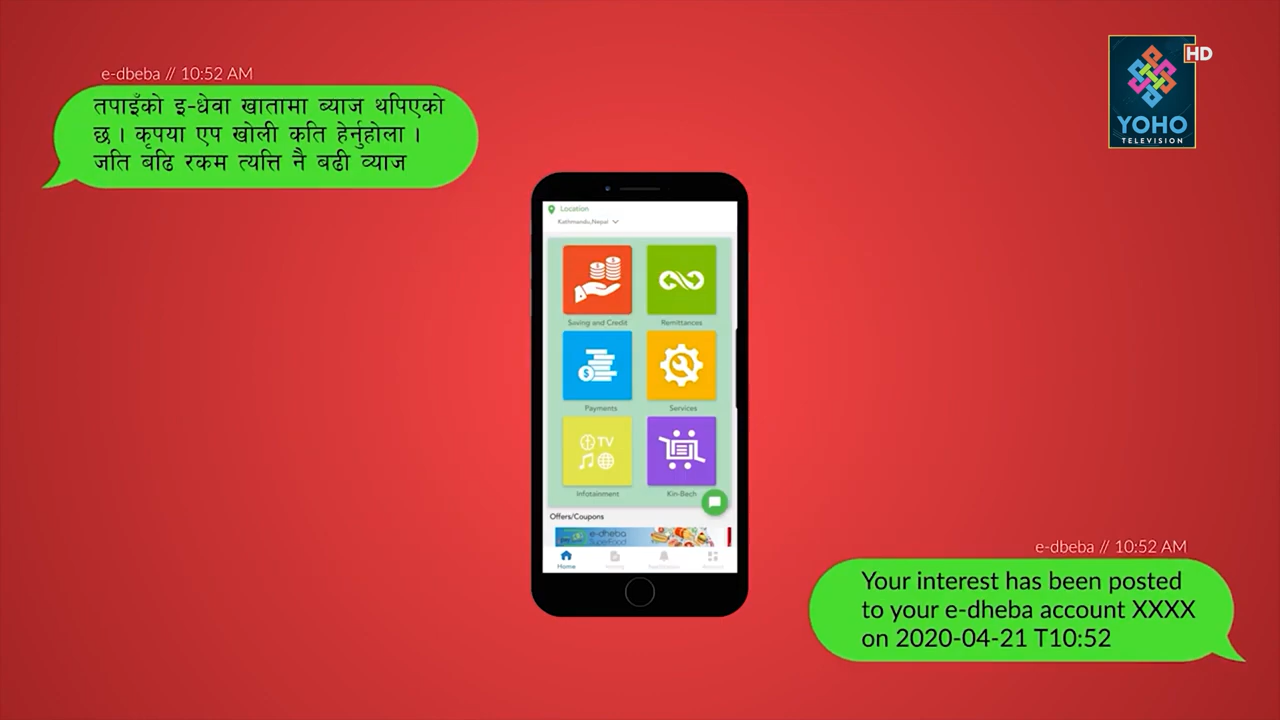 e-dbeba // 10:52 AM
तपाइँको इ-धेवा खातामा ब्याज थपिएको
छ । कृपया एप खोली कति हेर्नुहोला ।
जति बढि रकम त्यत्ति नै बढी ब्याज
HD
YOHO
TELEVISION
Location
Kathmandu,Nepal
Saving and Credit
Remittances
Payments
Services
TV
Infotainment
Kin-Bech
Offers/Coupons
e-dheba
SuperFood
Home
e-dbeba // 10:52 AM
Your interest has been posted
to your e-dheba account XXXX
on 2020-04-21 T10:52